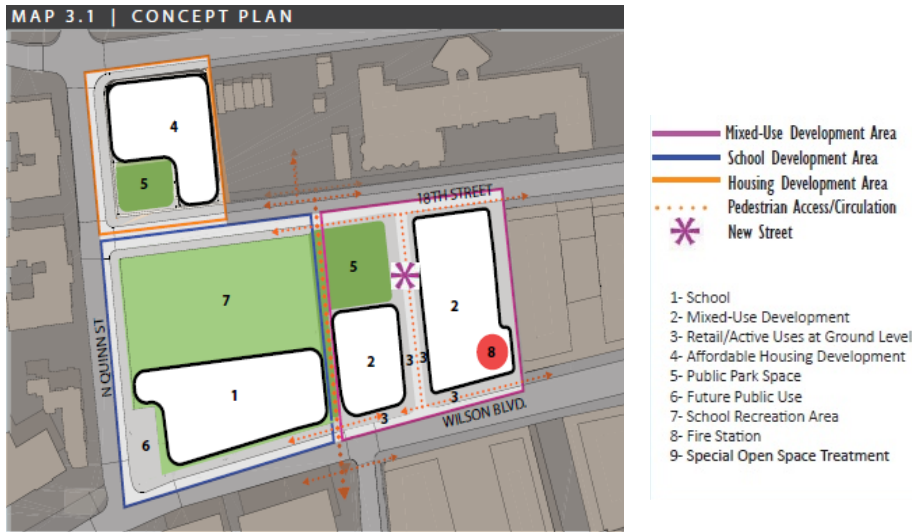 MAP 3.1 | CONCEPT PLAN
4
5
18TH STREET
5
7
2
N QUINN ST
8
3
3
2
1
3
3
WILSON BLVD.
6
Mixed-Use Development Area
School Development Area
Housing Development Area
Pedestrian Access/Circulation
New Street
1- School
2- Mixed-Use Development
3- Retail/Active Uses at Ground Level
4- Affordable Housing Development
5- Public Park Space
6- Future Public Use
7- School Recreation Area
8- Fire Station
9- Special Open Space Treatment